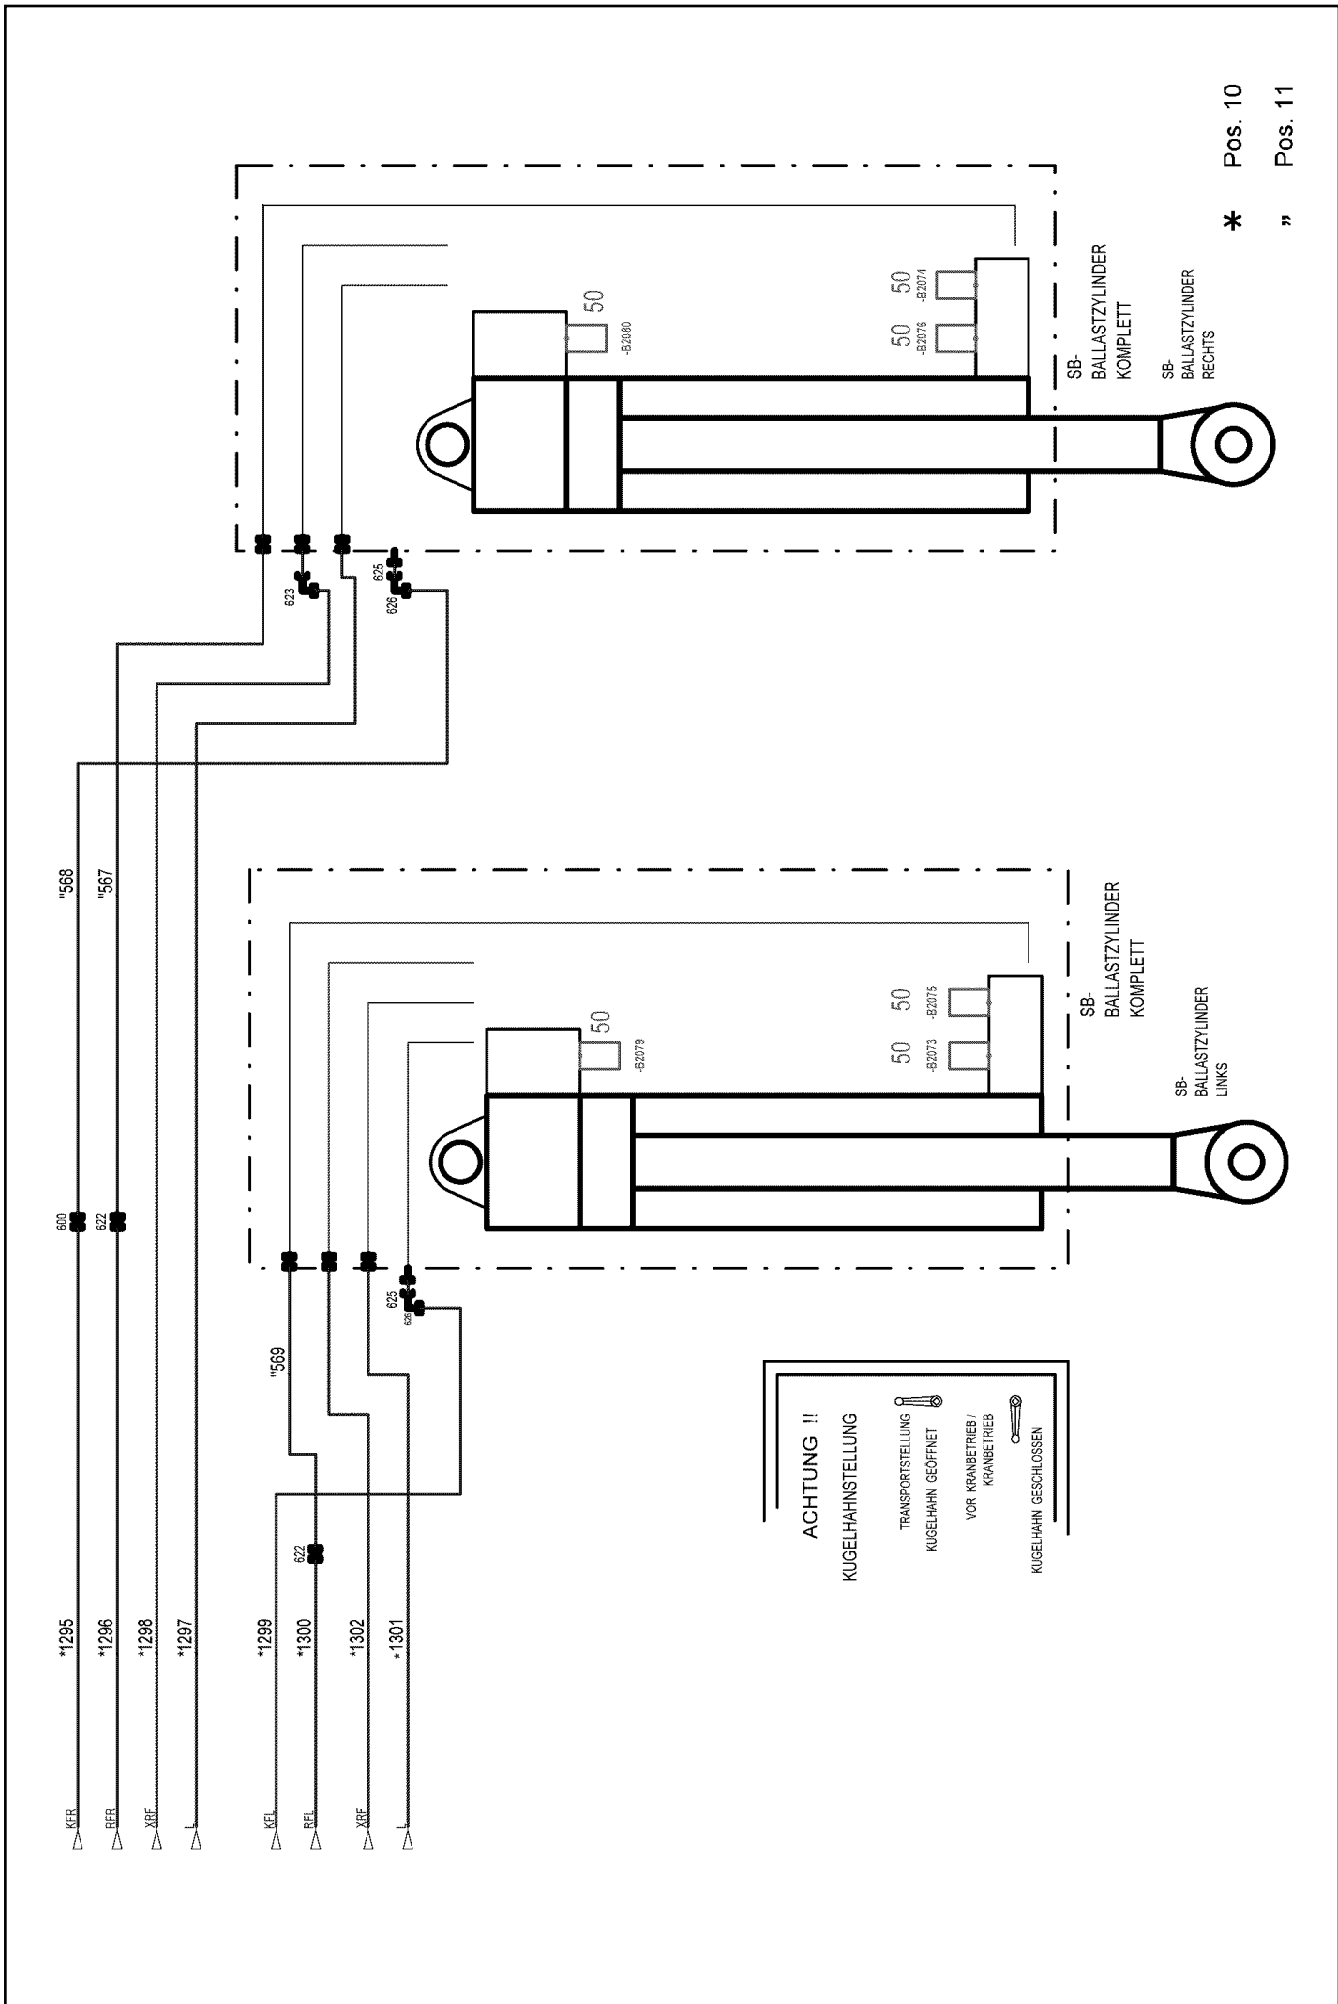 KFR
RFR
XRF
L
KFL
RFL
XRF
L
*1295
*1296
*1298
*1297
*1299
*1300
*1302
*1301
622
"569
600
622
625
626
"568
"567
623
625
626
ACHTUNG !!
KUGELHAHNSTELLUNG
TRANSPORTSTELLUNG
KUGELHAHN GEÖFFNET
VOR KRANBETRIEB /
KRANBETRIEB
KUGELHAHN GESCHLOSSEN
50
-B2079
50
-B2073
50
-B2075
SB-
BALLASTZYLINDER
KOMPLETT
SB-
BALLASTZYLINDER
LINKS
50
-B2080
50
-B2076
50
-B2074
SB-
BALLASTZYLINDER
KOMPLETT
SB-
BALLASTZYLINDER
RECHTS
* Pos. 10
" Pos. 11